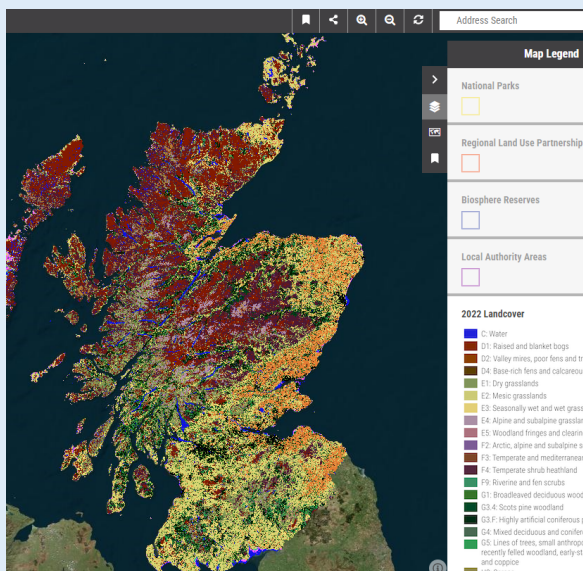 Address Search
Map Legend
National Parks
Regional Land Use Partnership
Biosphere Reserves
Local Authority Areas
2022 Landcover
C: Water
D1: Raised and blanket bogs
D2: Valley mires, poor fens and tr
D4: Base-rich fens and calcareou
E1: Dry grasslands
E2: Mesic grasslands
E3: Seasonally wet and wet grass
E4: Alpine and subalpine grasslan
E5: Woodland fringes and clearin
F2: Arctic, alpine and subalpine s
F3: Temperate and mediterranea
F4: Temperate shrub heathland
F9: Riverine and fen scrubs
G1: Broadleaved deciduous wood
G3.4: Scots pine woodland
G3.F: Highly artificial coniferous p
G4: Mixed deciduous and conifer
G5: Lines of trees, small anthropo
recently felled woodland, early-st
and coppice